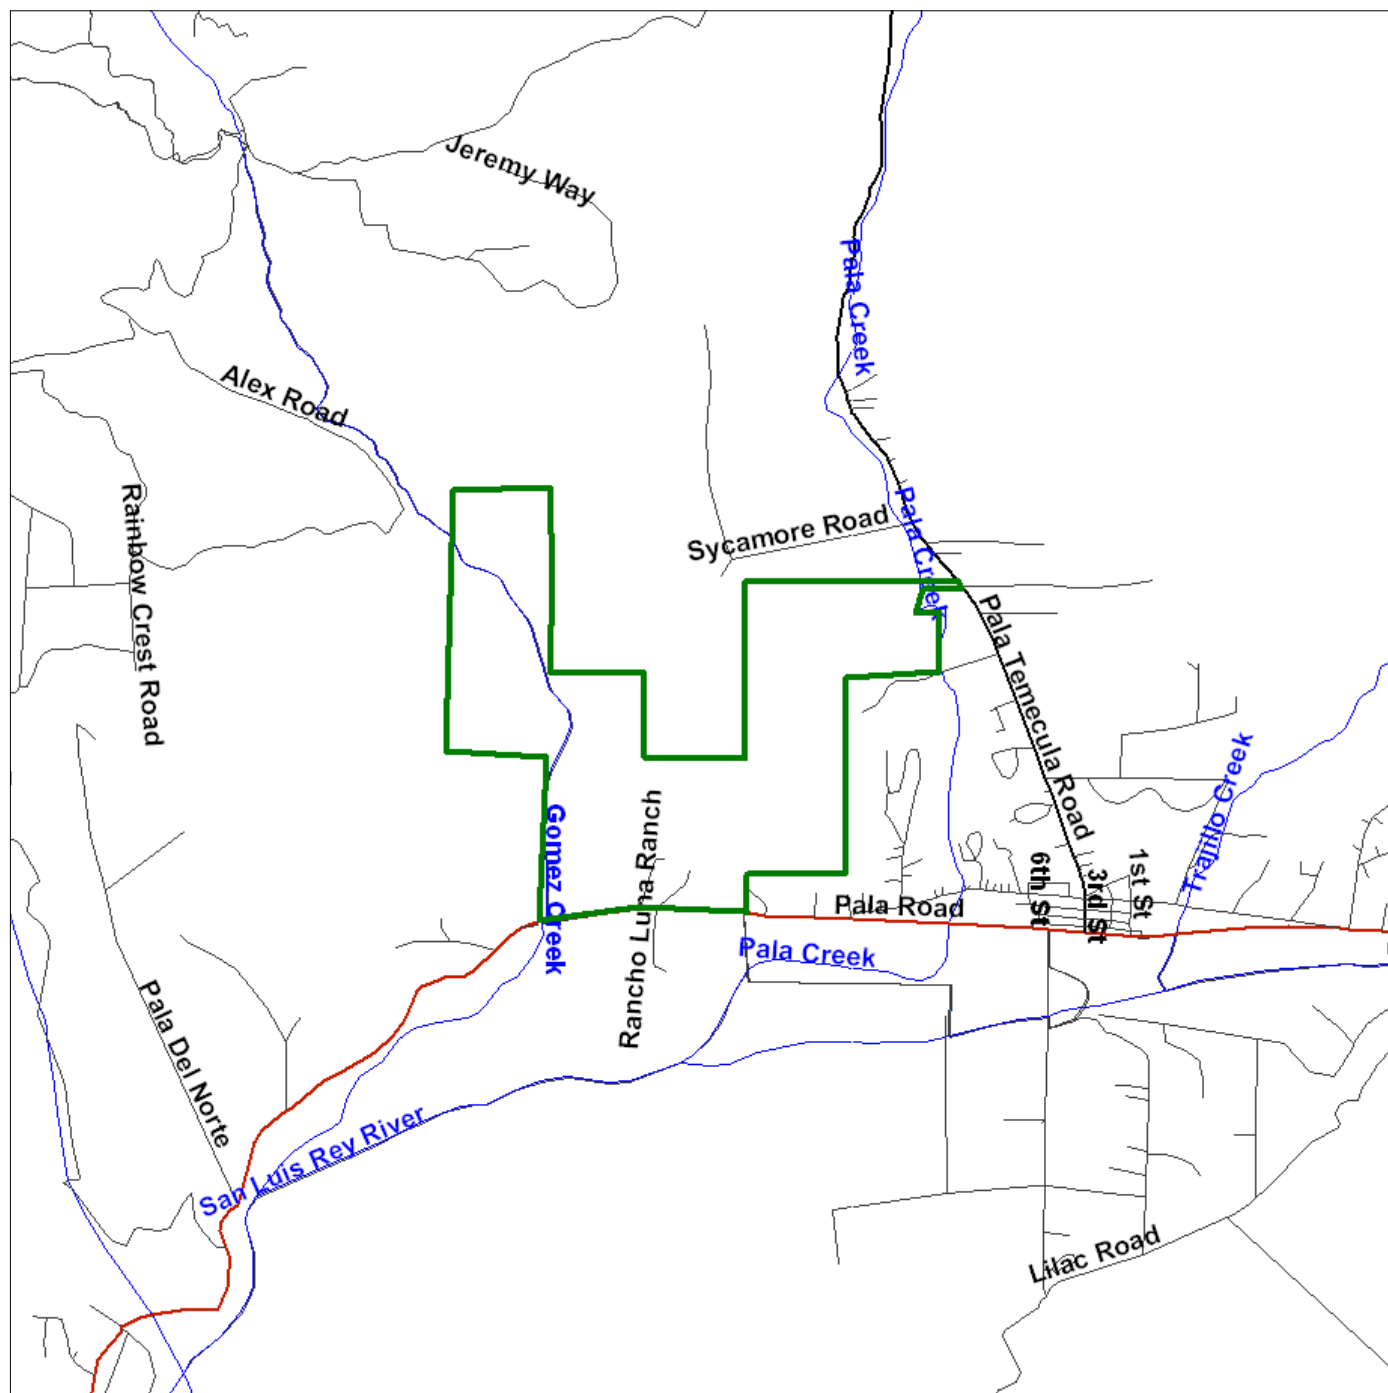 Jeremy Way
Pala Creek
Alex Road
Rainbow Crest Road
Sycamore Road
Pala Creek
Pala Temecula Road
Trajillo Creek
Gomez Creek
Rancho Luna Ranch
6th St
3rd St
1st St
Pala Road
Pala Creek
Pala Del Norte
San Luis Rey River
Lilac Road